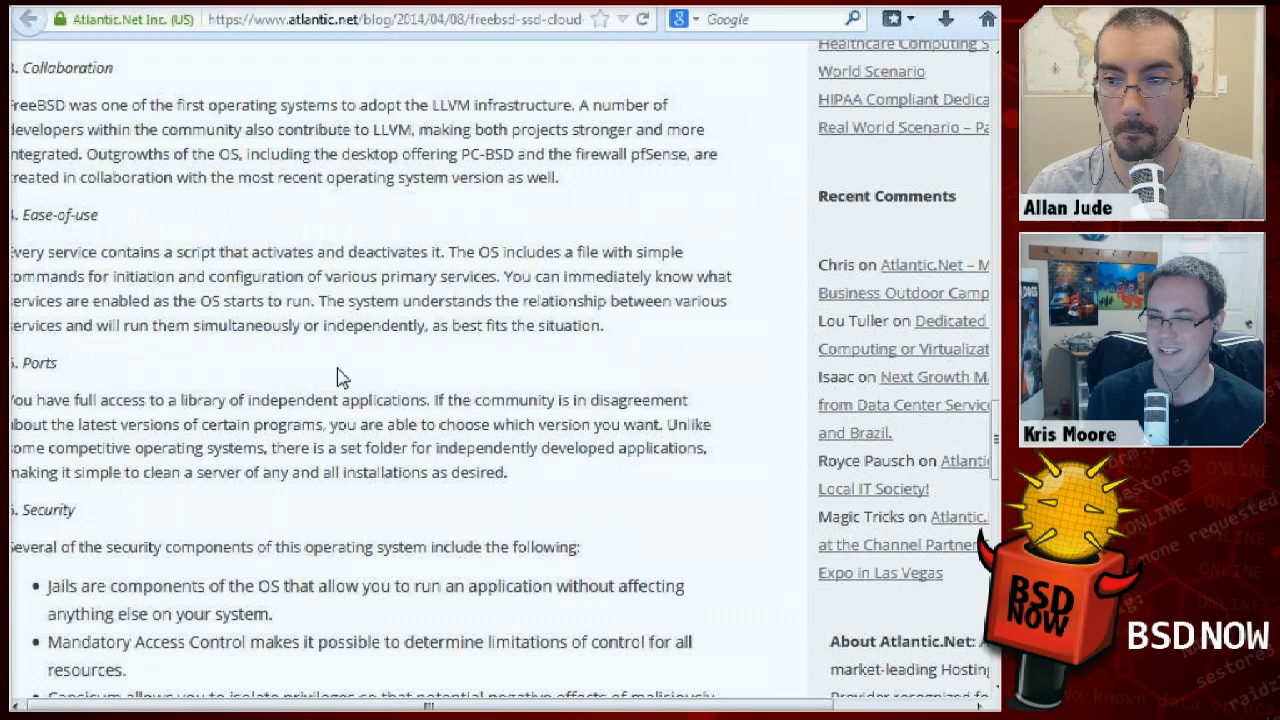 Atlantic.Net Inc. (US)
https://www.atlantic.net/blog/2014/04/08/freebsd-ssd-cloud-
Google
. Collaboration
FreeBSD was one of the first operating systems to adopt the LLVM infrastructure. A number of
developers within the community also contribute to LLVM, making both projects stronger and more
integrated. Outgrowths of the OS, including the desktop offering PC-BSD and the firewall pfSense, are
created in collaboration with the most recent operating system version as well.
. Ease-of-use
Every service contains a script that activates and deactivates it. The OS includes a file with simple
commands for initiation and configuration of various primary services. You can immediately know what
services are enabled as the OS starts to run. The system understands the relationship between various
services and will run them simultaneously or independently, as best fits the situation.
. Ports
You have full access to a library of independent applications. If the community is in disagreement
about the latest versions of certain programs, you are able to choose which version you want. Unlike
some competitive operating systems, there is a set folder for independently developed applications,
making it simple to clean a server of any and all installations as desired.
. Security
Several of the security components of this operating system include the following:
• Jails are components of the OS that allow you to run an application without affecting
anything else on your system.
• Mandatory Access Control makes it possible to determine limitations of control for all
resources.
Capsicum allows you to isolate privileges so that potential negative effects of maliciously
Healthcare Computing S
World Scenario
HIPAA Compliant Dedica
Real World Scenario – Pa
Recent Comments
Chris on Atlantic.Net – M
Business Outdoor Camp
Lou Tuller on Dedicated
Computing or Virtualizat
Isaac on Next Growth M
from Data Center Servic
and Brazil.
Royce Pausch on Atlanti
Local IT Society!
Magic Tricks on Atlantic.
at the Channel Partner
Expo in Las Vegas
About Atlantic.Net:
market-leading Hosting
Provider recognized fo
Allan Jude
Kris Moore
BSD
NOW
BSD NOW